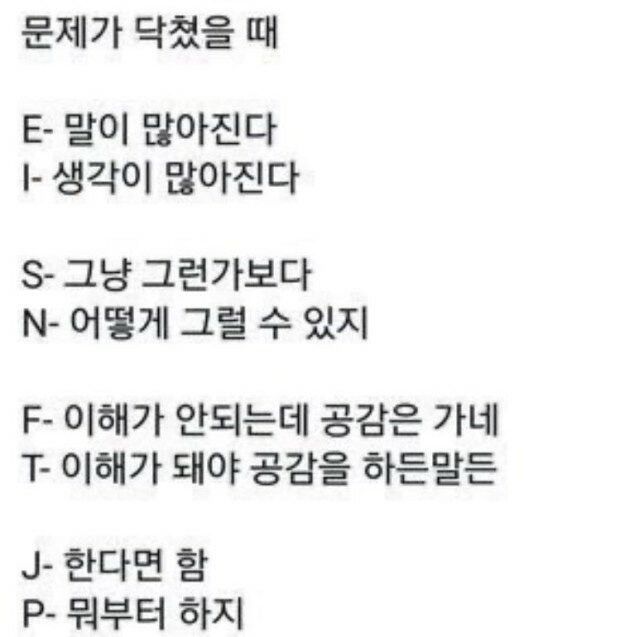 문제가 닥쳤을 때
E- 말이 많아진다
I- 생각이 많아진다
S- 그냥 그런가보다
N- 어떻게 그럴 수 있지
F- 이해가 안되는데 공감은 가네
T- 이해가 돼야 공감을 하든말든
J- 한다면 함
P- 뭐부터 하지